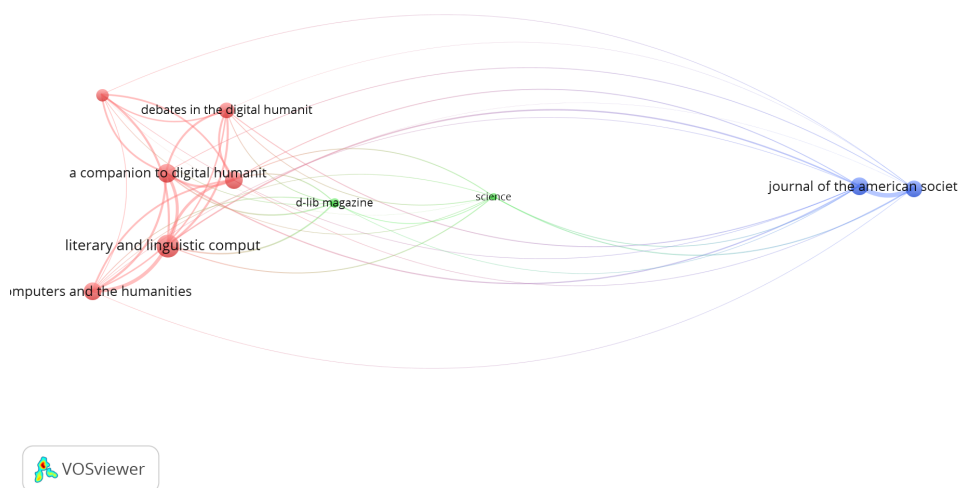 debates in the digital humanit
a companion to digital humanit
journal of the american societ
science
d-lib magazine
literary and linguistic comput
omputers and the humanities
VOSviewer